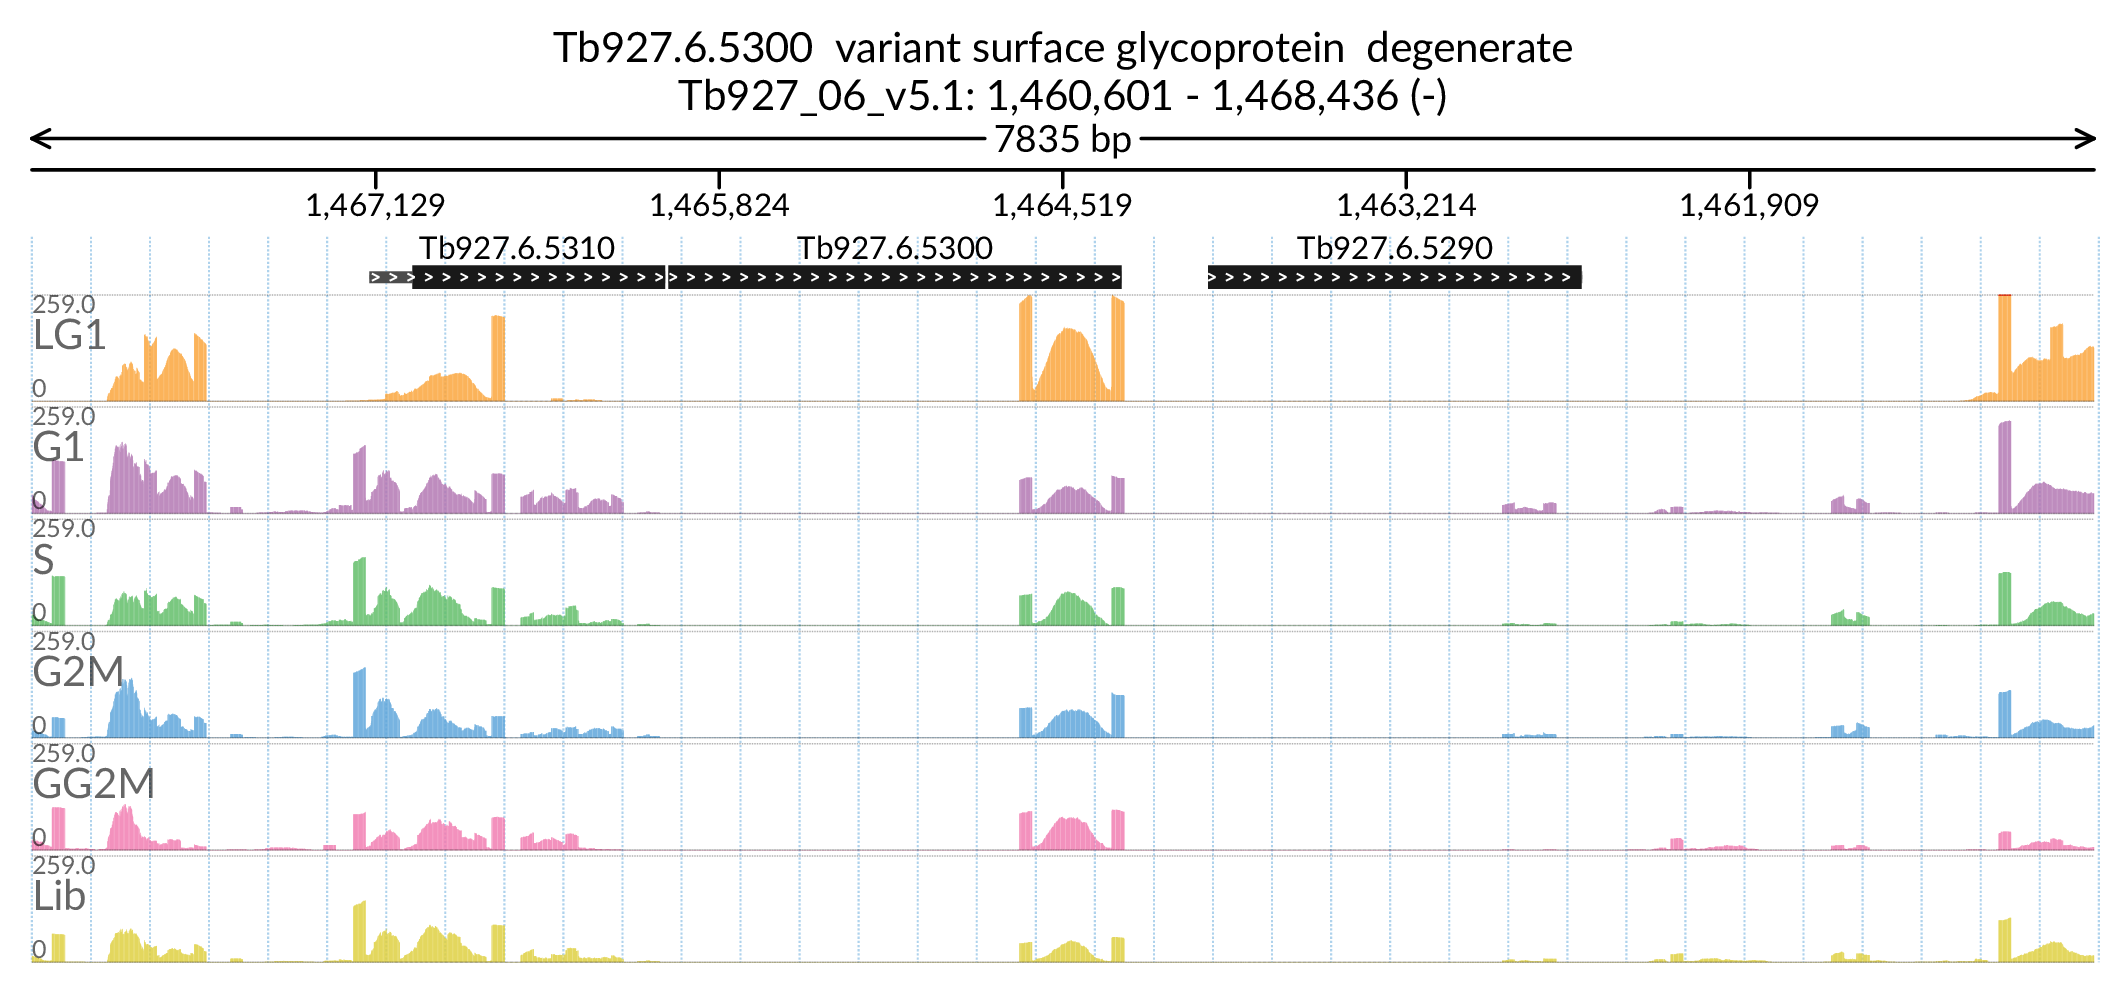 Tb927.6.5300  variant surface glycoprotein  degenerate
Tb927_06_v5.1: 1,460,601 - 1,468,436 (-)
7835 bp
1,467,129 1,465,824 1,464,519 1,463,214 1,461,909
Tb927.6.5310 Tb927.6.5300 Tb927.6.5290
259.0
LG1
0
259.0
G1
0
259.0
S
0
259.0
G2M
0
259.0
GG2M
0
259.0
Lib
0